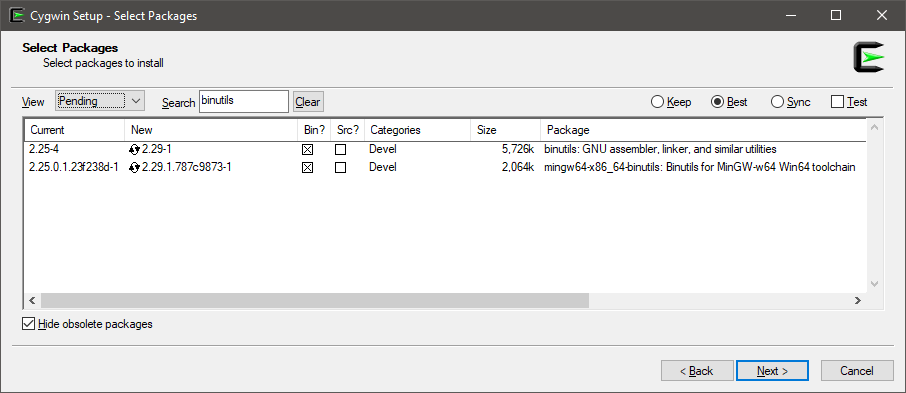 Cygwin Setup - Select Packages
Select Packages
Select packages to install
View Pending Search binutils Clear Keep Best Sync Test
Current New Bin? Src? Categories Size Package
2.25-4 2.29-1 Devel 5,726k binutils: GNU assembler, linker, and similar utilities
2.25.0.1.23f238d-1 2.29.1.787c9873-1 Devel 2,064k mingw64-x86_64-binutils: Binutils for MinGW-w64 Win64 toolchain
Hide obsolete packages
< Back Next > Cancel